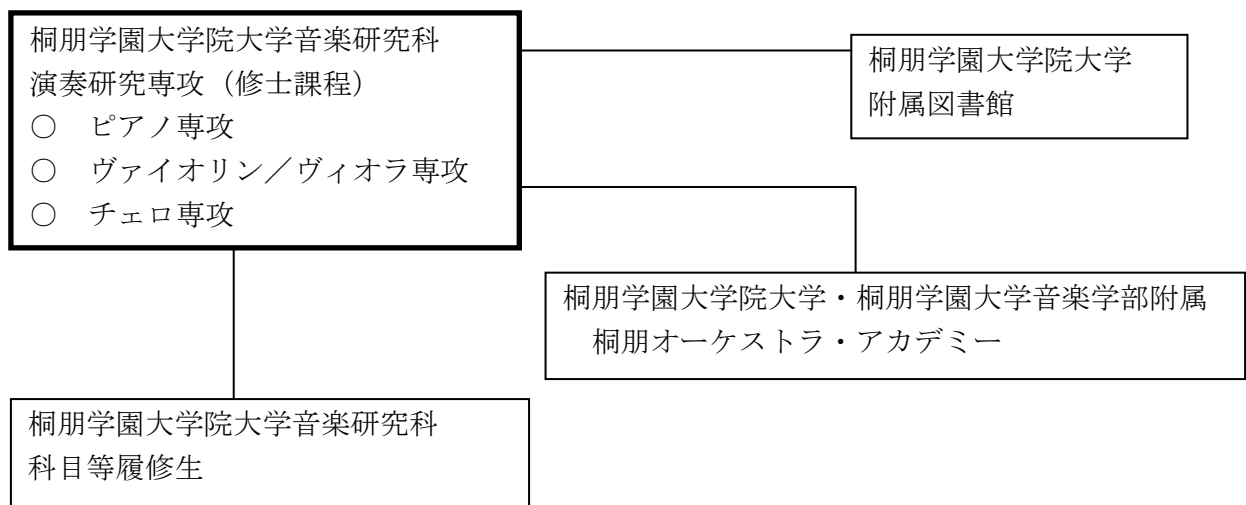 桐朋学園大学院大学音楽研究科
演奏研究専攻（修士課程）
○　ピアノ専攻
○　ヴァイオリン／ヴィオラ専攻
○　チェロ専攻
桐朋学園大学院大学
附属図書館
桐朋学園大学院大学・桐朋学園大学音楽学部附属
桐朋オーケストラ・アカデミー
桐朋学園大学院大学音楽研究科
科目等履修生